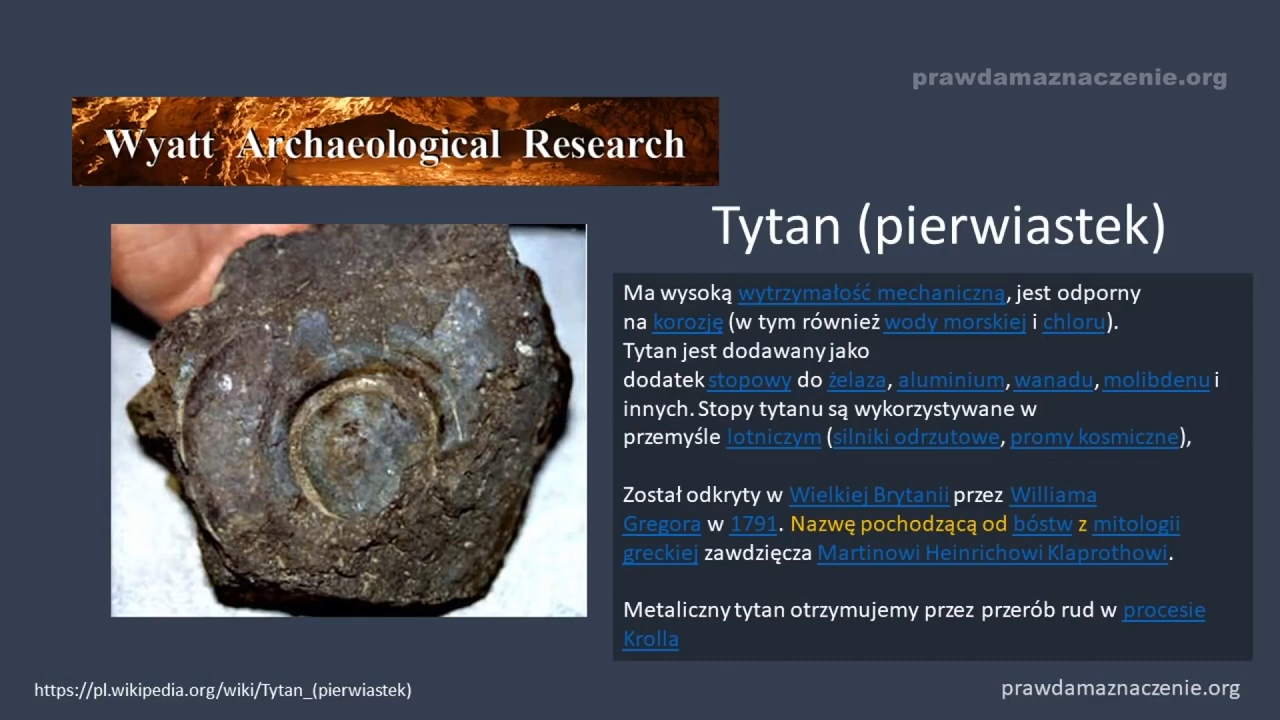 prawdamaznaczenie.org
Wyatt Archaeological Research
Tytan (pierwiastek)
Ma wysoką wytrzymałość mechaniczną, jest odporny
na korozję (w tym również wody morskiej i chloru).
Tytan jest dodawany jako
dodatek stopowy do żelaza, aluminium, wanadu, molibdenu i
innych. Stopy tytanu są wykorzystywane w
przemyśle lotniczym (silniki odrzutowe, promy kosmiczne),
Został odkryty w Wielkiej Brytanii przez Williama
Gregora w 1791. Nazwę pochodzącą od bóstw z mitologii
greckiej zawdzięcza Martinowi Heinrichowi Klaprothowi.
Metaliczny tytan otrzymujemy przez przerób rud w procesie
Krolla
https://pl.wikipedia.org/wiki/Tytan_(pierwiastek)
prawdamaznaczenie.org